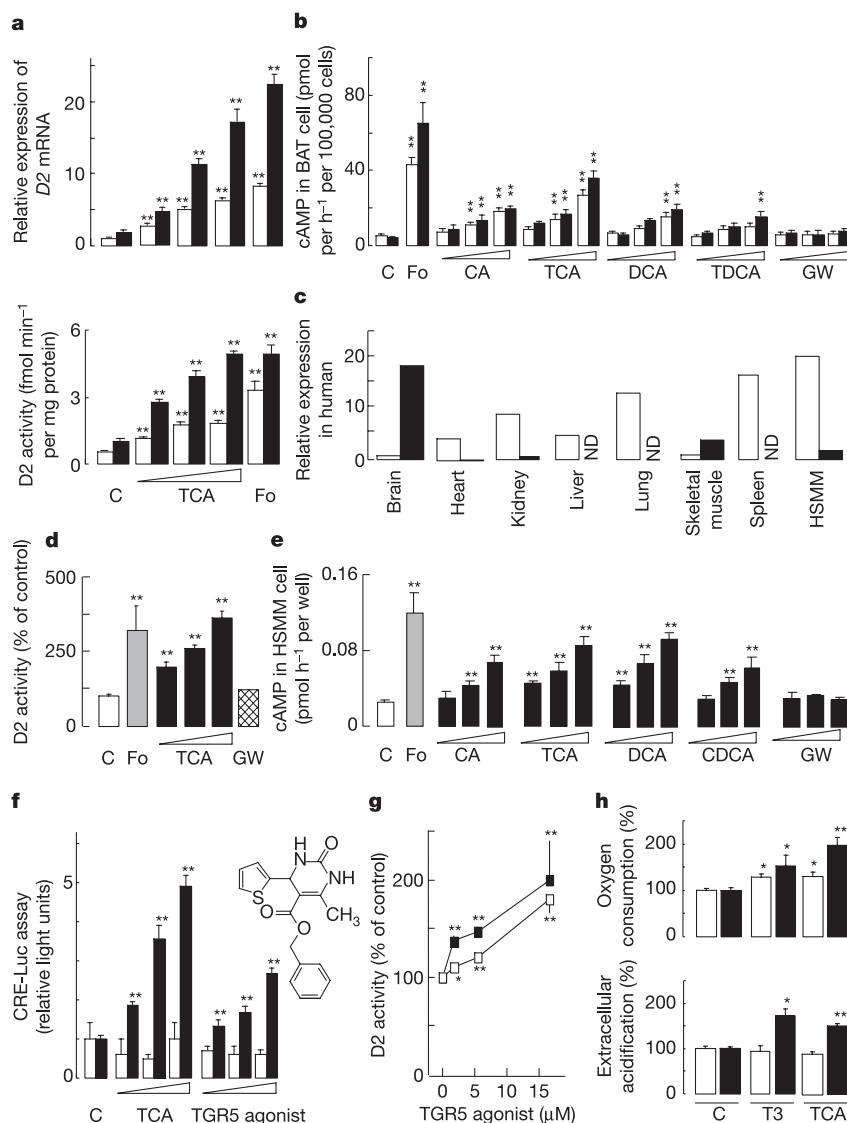 a
Relative expression of
D2 mRNA
20
10
0
** ** ** ** ** ** ** **
D2 activity (fmol min−1
per mg protein)
6
3
0
** ** ** ** ** ** ** **
C TCA Fo
b
cAMP in BAT cell (pmol
per h−1 per 100,000 cells)
80
40
0
** ** ** ** ** ** ** ** ** ** ** ** ** **
C Fo CA TCA DCA TDCA GW
c
Relative expression
in human
20
10
0
ND ND ND
Brain
Heart
Kidney
Liver
Lung
Skeletal
muscle
Spleen
HSMM
d
D2 activity (% of control)
500
250
0
** ** ** **
C Fo TCA GW
e
cAMP in HSMM cell
(pmol h−1 per well)
0.16
0.08
0
** ** ** ** ** ** ** ** ** ** ** **
C Fo CA TCA DCA CDCA GW
f
CRE-Luc assay
(relative light units)
5
0
** ** ** ** ** **
O
H
N
NH
S
CH3
O
O
C TCA TGR5 agonist
g
D2 activity (% of control)
200
100
0
** ** ** * ** **
0 5 10 15
TGR5 agonist (μM)
h
Oxygen
consumption (%)
200
100
0
* * * **
Extracellular
acidification (%)
200
100
0
* **
C T3 TCA